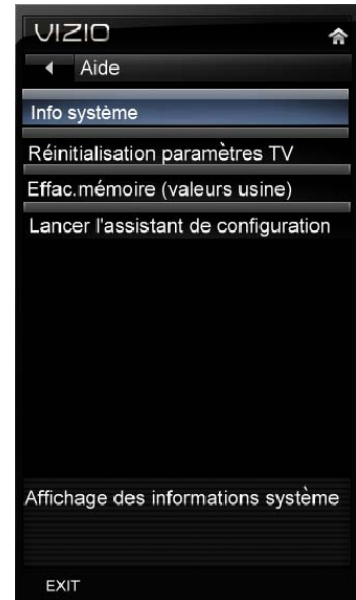 VIZIO
Aide
Info système
Réinitialisation paramètres TV
Effac.mémoire (valeurs usine)
Lancer l'assistant de configuration
Affichage des informations système
EXIT